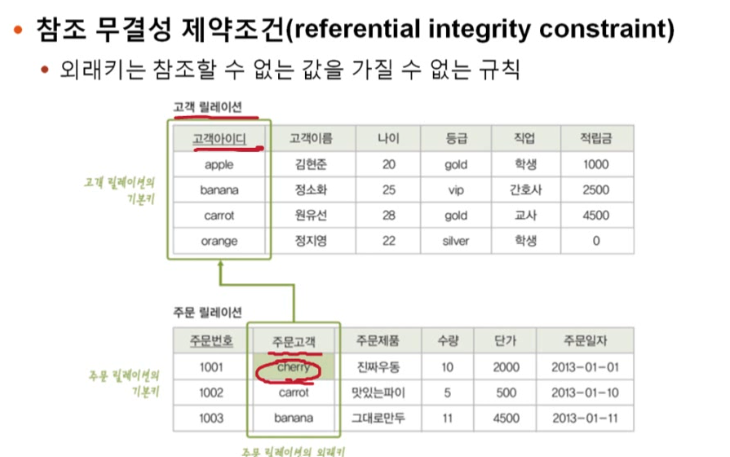 참조 무결성 제약조건(referential integrity constraint)
외래키는 참조할 수 없는 값을 가질 수 없는 규칙
고객 릴레이션
고객아이디 고객이름 나이 등급 직업 적립금
apple 김현준 20 gold 학생 1000
banana 정소화 25 vip 간호사 2500
carrot 원유선 28 gold 교사 4500
orange 정지영 22 silver 학생 0
고객 릴레이션의
기본키
주문 릴레이션
주문번호 주문고객 주문제품 수량 단가 주문일자
1001 cherry 진짜우동 10 2000 2013-01-01
1002 carrot 맛있는파이 5 500 2013-01-10
1003 banana 그대로만두 11 4500 2013-01-11
주문 릴레이션의
기본키
주문 릴레이션의 외래키